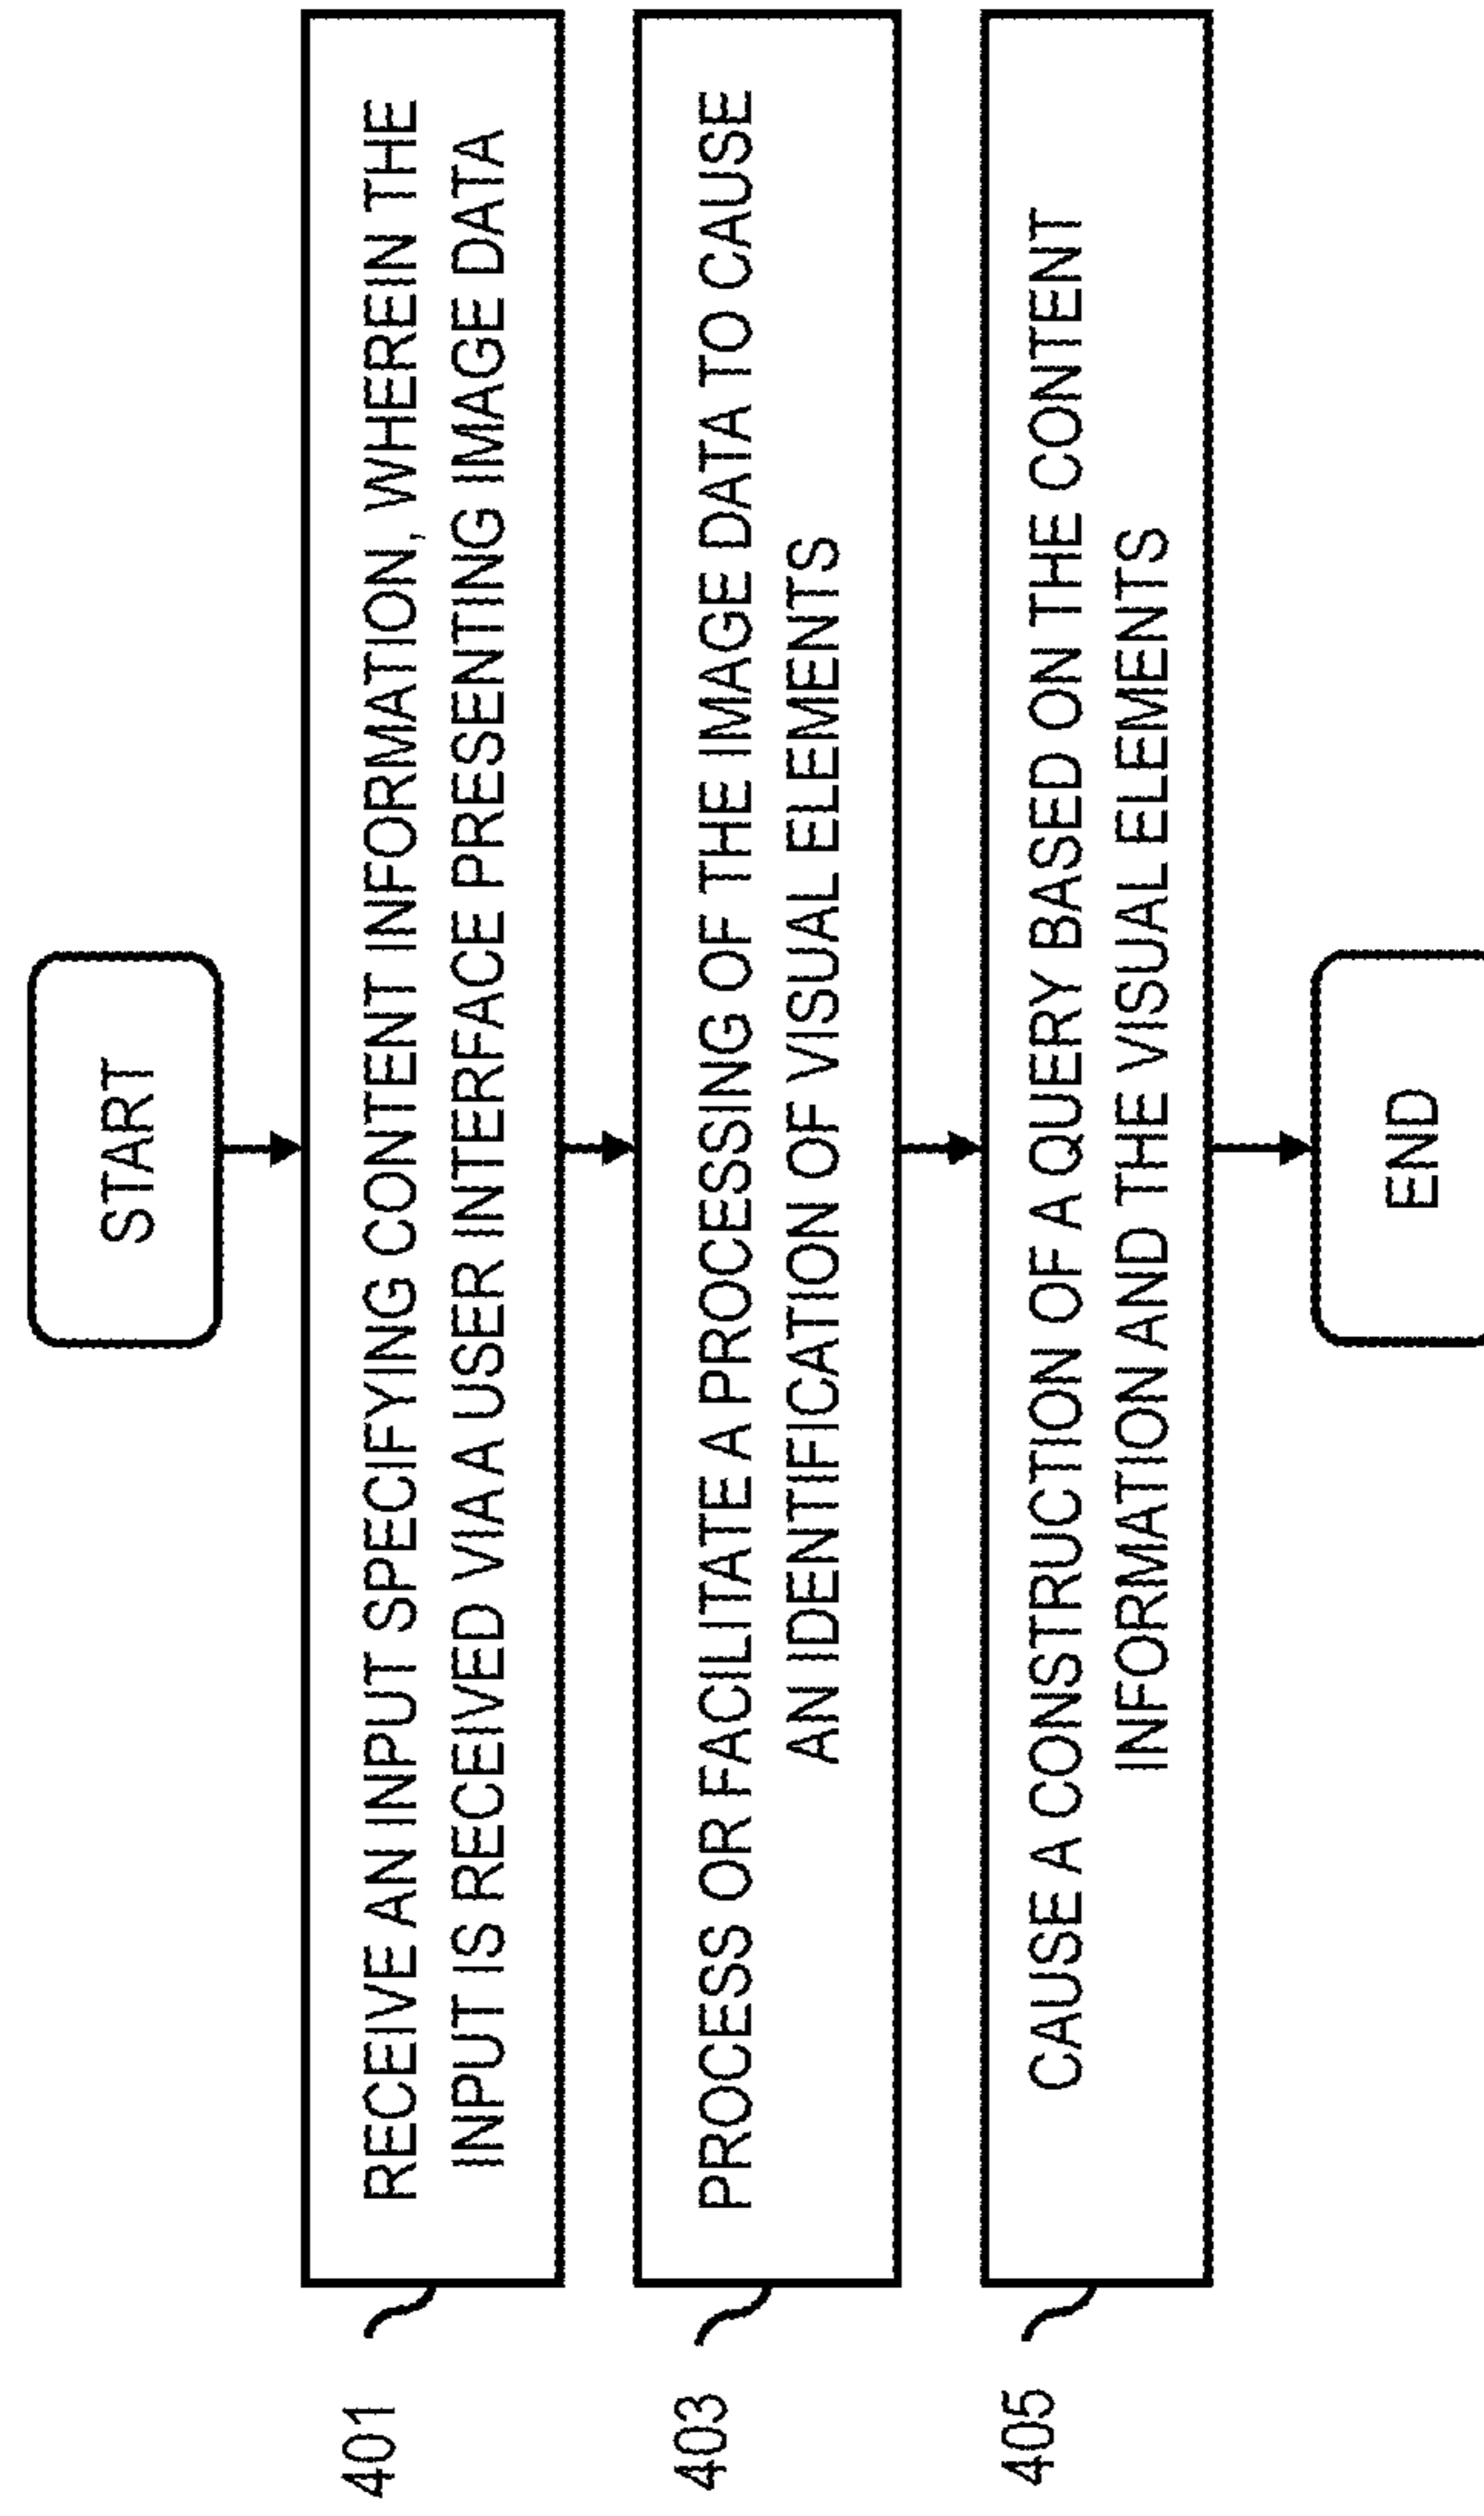 START
401
RECEIVE AN INPUT SPECIFYING CONTENT INFORMATION, WHEREIN THE
INPUT IS RECEIVED VIA A USER INTERFACE PRESENTING IMAGE DATA
403
PROCESS OR FACILITATE A PROCESSING OF THE IMAGE DATA TO CAUSE
AN IDENTIFICATION OF VISUAL ELEMENTS
405
CAUSE A CONSTRUCTION OF A QUERY BASED ON THE CONTENT
INFORMATION AND THE VISUAL ELEMENTS
END